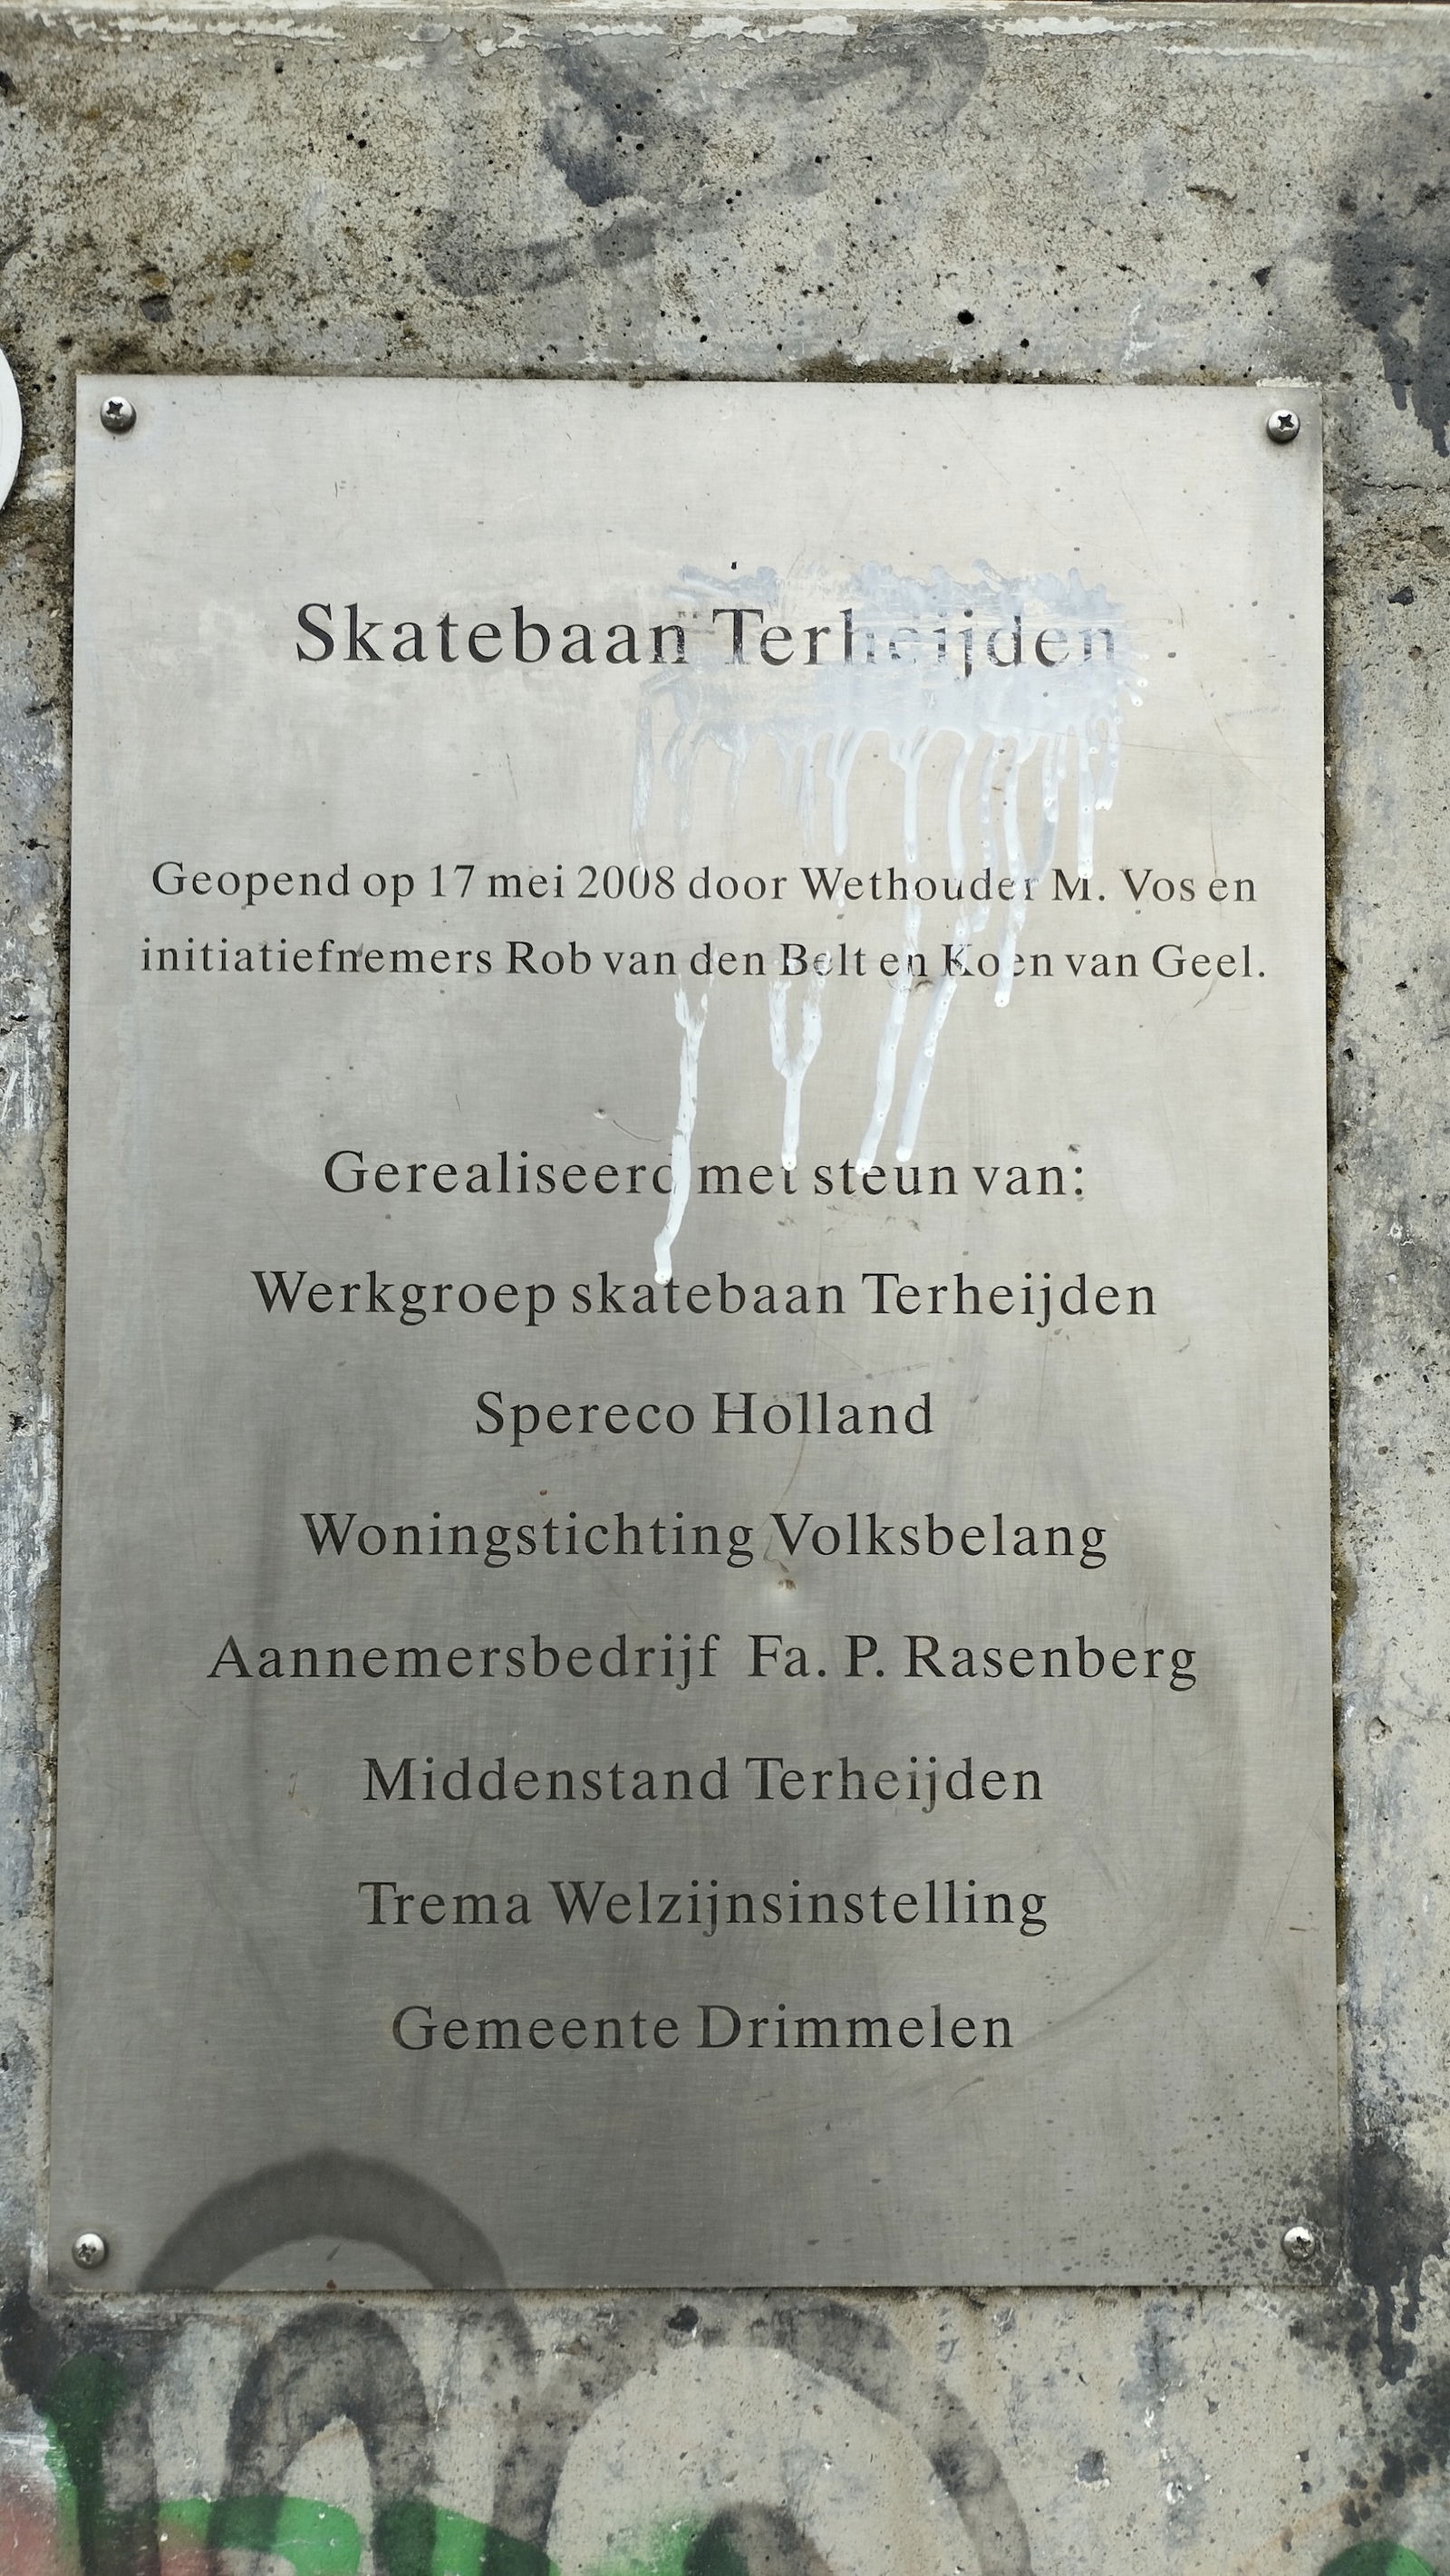 Skatebaan Terheijden
Geopend op 17 mei 2008 door Wethouder M. Vos en
initiatiefnemers Rob van den Belt en Koen van Geel.
Gerealiseerd met steun van:
Werkgroep skatebaan Terheijden
Spereco Holland
Woningstichting Volksbelang
Aannemersbedrijf Fa. P. Rasenberg
Middenstand Terheijden
Trema Welzijnsinstelling
Gemeente Drimmelen